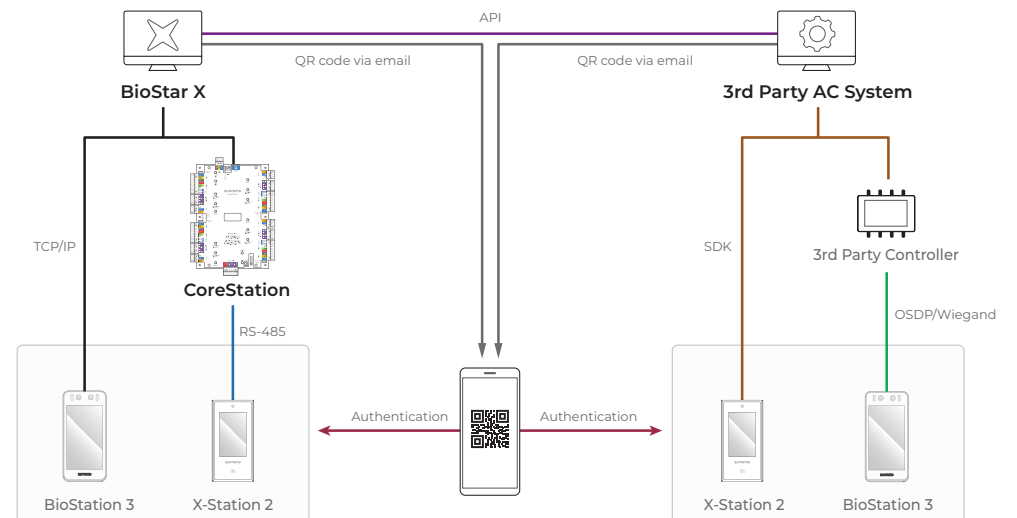 API
QR code via email
QR code via email
BioStar X
3rd Party AC System
TCP/IP
SDK
3rd Party Controller
CoreStation
OSDP/Wiegand
RS-485
Authentication
Authentication
BioStation 3
X-Station 2
X-Station 2
BioStation 3